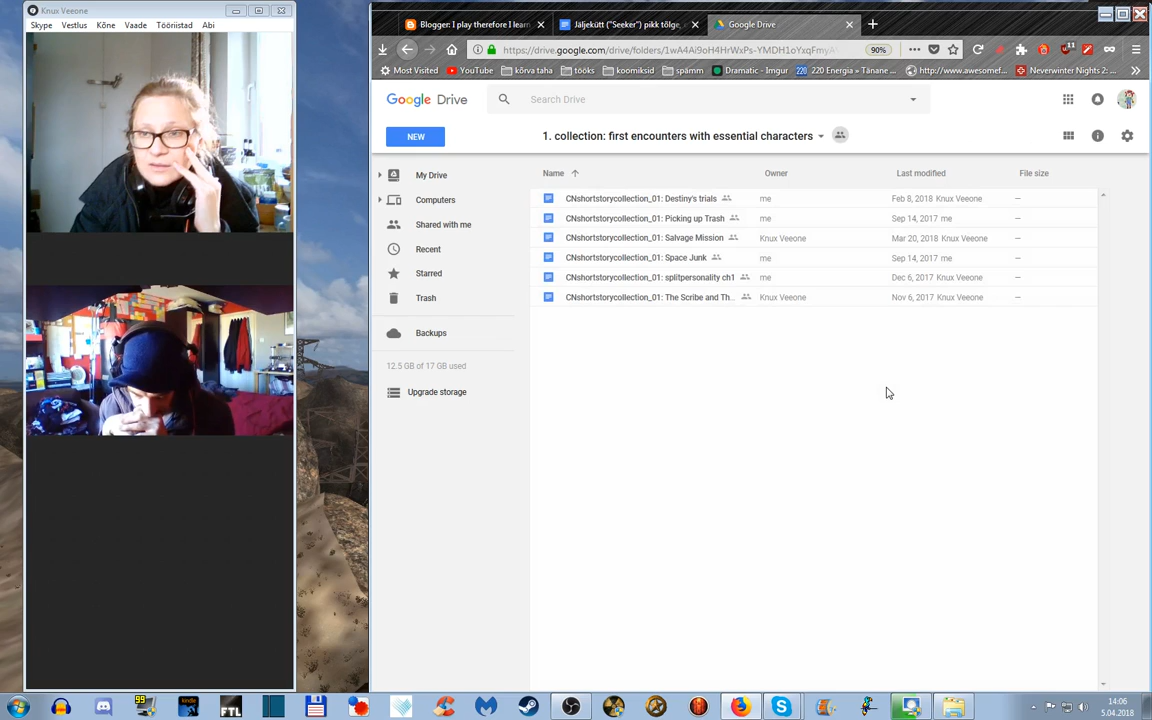 Knux Veeone
Skype Vestlus Kõne Vaade Tööriistad Abi
Blogger: I play therefore I learn
Jäljekütt ("Seeker") pikk tõlge,
Google Drive
https://drive.google.com/drive/folders/1wA4Ai9oH4HrWxPs-YMDH1oYxqFmyA
90%
11
Most Visited YouTube kõrva taha tööks koomiksid spämm Dramatic - Imgur 220 220 Energia » Tänane ... http://www.awesomef... Neverwinter Nights 2: ...
Google Drive
Search Drive
NEW
1. collection: first encounters with essential characters
Name Owner Last modified File size
My Drive
Computers
Shared with me
Recent
Starred
Trash
Backups
12.5 GB of 17 GB used
Upgrade storage
CNshortstorycollection_01: Destiny's trials me Feb 8, 2018 Knux Veeone —
CNshortstorycollection_01: Picking up Trash me Sep 14, 2017 Knux Veeone —
CNshortstorycollection_01: Salvage Mission Knux Veeone Mar 20, 2018 Knux Veeone —
CNshortstorycollection_01: Space Junk me Sep 14, 2017 me —
CNshortstorycollection_01: splitpersonality ch1 me Dec 6, 2017 Knux Veeone —
CNshortstorycollection_01: The Scribe and Th... Knux Veeone Nov 6, 2017 Knux Veeone —
99
FTL
14:06
5.04.2018